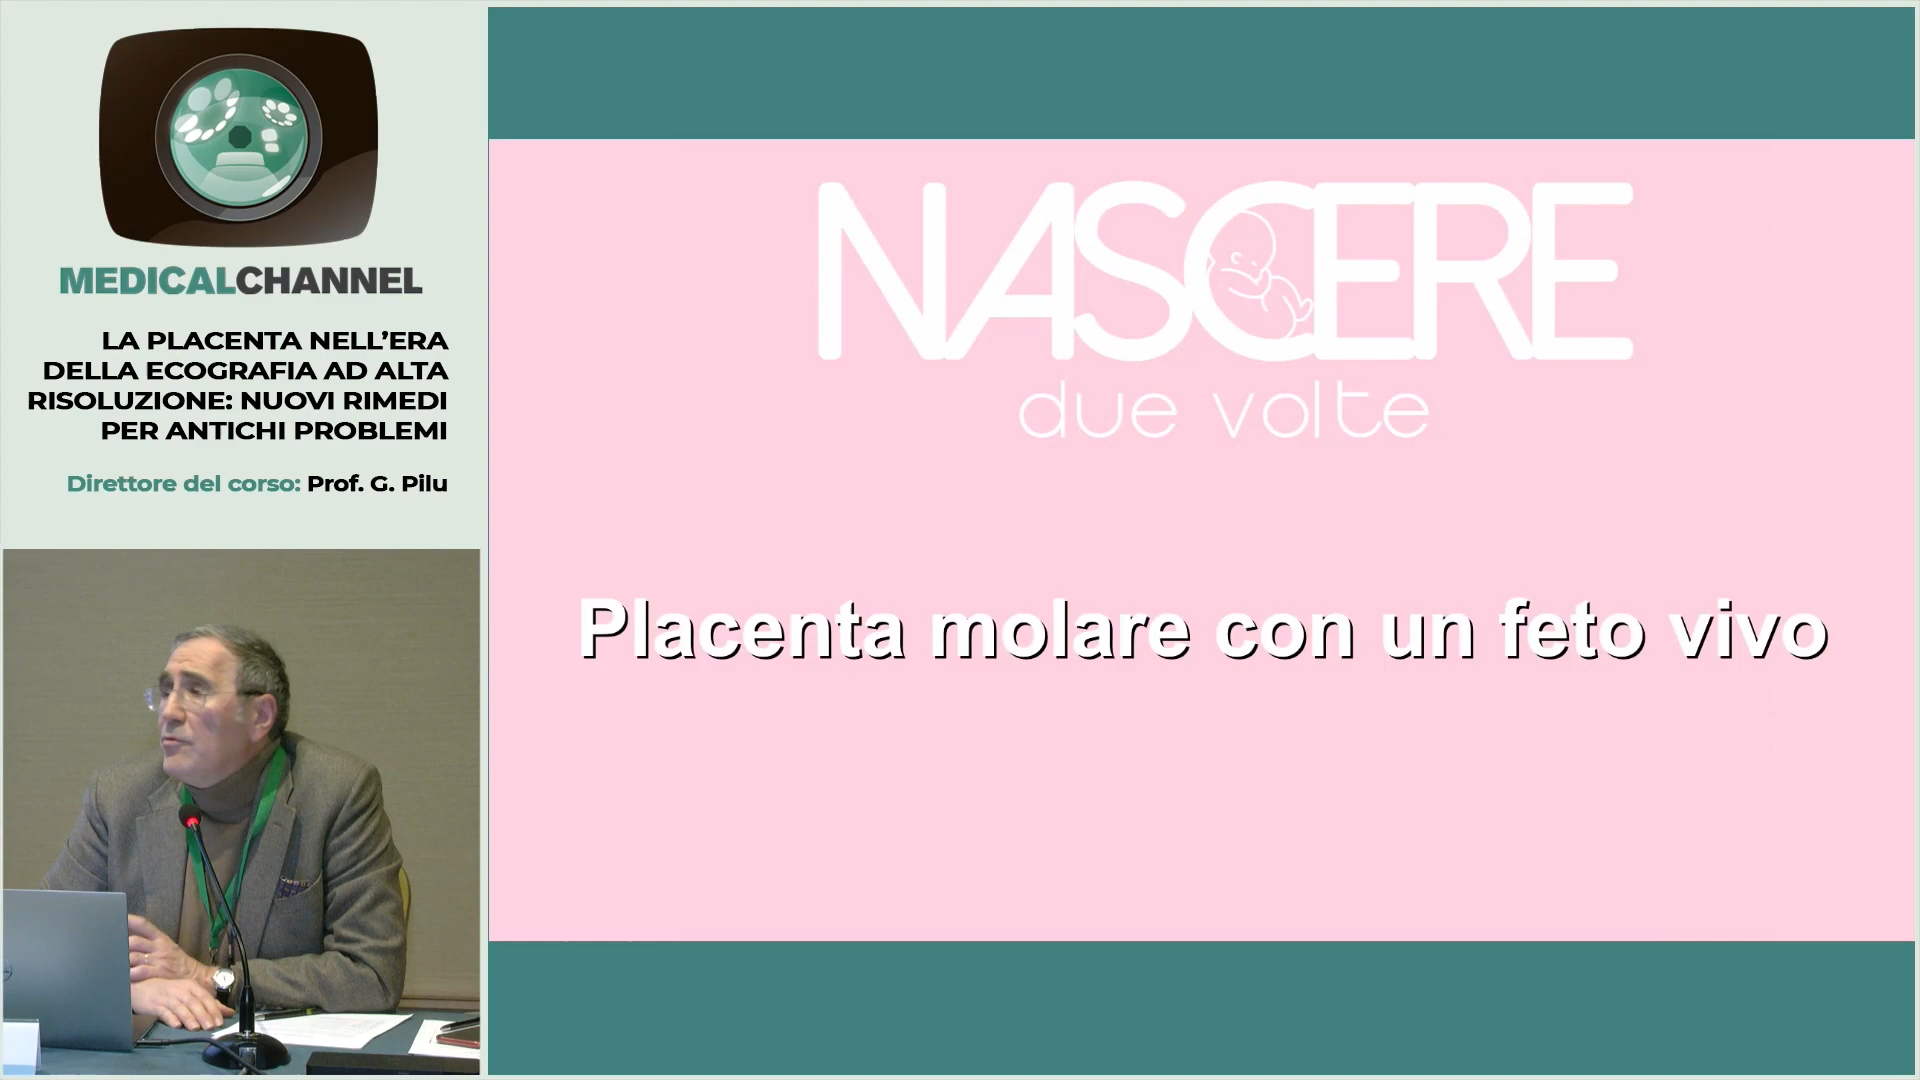 MEDICALCHANNEL
LA PLACENTA NELL’ERA
DELLA ECOGRAFIA AD ALTA
RISOLUZIONE: NUOVI RIMEDI
PER ANTICHI PROBLEMI
Direttore del corso: Prof. G. Pilu
NASCERE
due volte
Placenta molare con un feto vivo